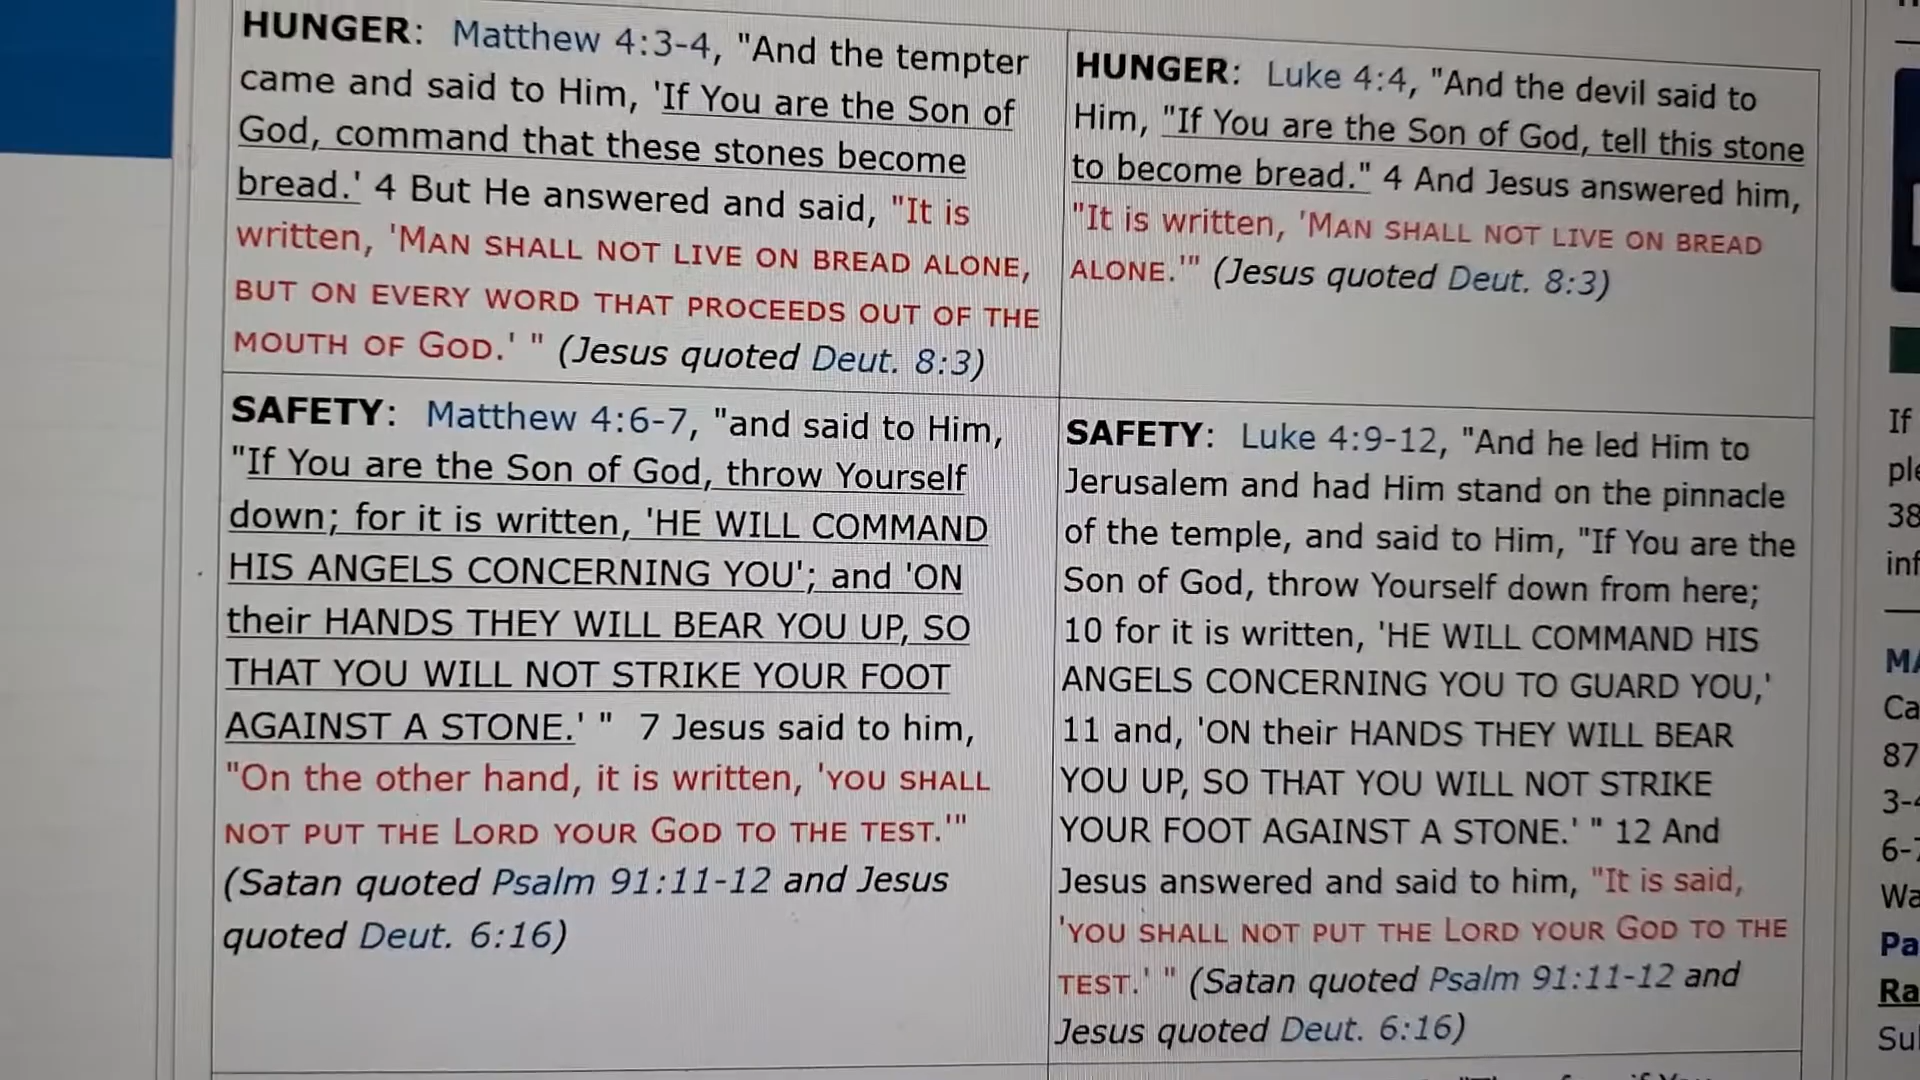 HUNGER: Matthew 4:3-4, "And the tempter
came and said to Him, 'If You are the Son of
God, command that these stones become
bread.' 4 But He answered and said, "It is
written, 'MAN SHALL NOT LIVE ON BREAD ALONE,
BUT ON EVERY WORD THAT PROCEEDS OUT OF THE
MOUTH OF GOD.' " (Jesus quoted Deut. 8:3)
HUNGER: Luke 4:4, "And the devil said to
Him, "If You are the Son of God, tell this stone
to become bread." 4 And Jesus answered him,
"It is written, 'MAN SHALL NOT LIVE ON BREAD
ALONE.'" (Jesus quoted Deut. 8:3)
SAFETY: Matthew 4:6-7, "and said to Him,
"If You are the Son of God, throw Yourself
down; for it is written, 'HE WILL COMMAND
HIS ANGELS CONCERNING YOU'; and 'ON
their HANDS THEY WILL BEAR YOU UP, SO
THAT YOU WILL NOT STRIKE YOUR FOOT
AGAINST A STONE.' " 7 Jesus said to him,
"On the other hand, it is written, 'YOU SHALL
NOT PUT THE LORD YOUR GOD TO THE TEST.'"
(Satan quoted Psalm 91:11-12 and Jesus
quoted Deut. 6:16)
SAFETY: Luke 4:9-12, "And he led Him to
Jerusalem and had Him stand on the pinnacle
of the temple, and said to Him, "If You are the
Son of God, throw Yourself down from here;
10 for it is written, 'HE WILL COMMAND HIS
ANGELS CONCERNING YOU TO GUARD YOU,'
11 and, 'ON their HANDS THEY WILL BEAR
YOU UP, SO THAT YOU WILL NOT STRIKE
YOUR FOOT AGAINST A STONE.' " 12 And
Jesus answered and said to him, "It is said,
'YOU SHALL NOT PUT THE LORD YOUR GOD TO THE
TEST.' " (Satan quoted Psalm 91:11-12 and
Jesus quoted Deut. 6:16)
If
38
87